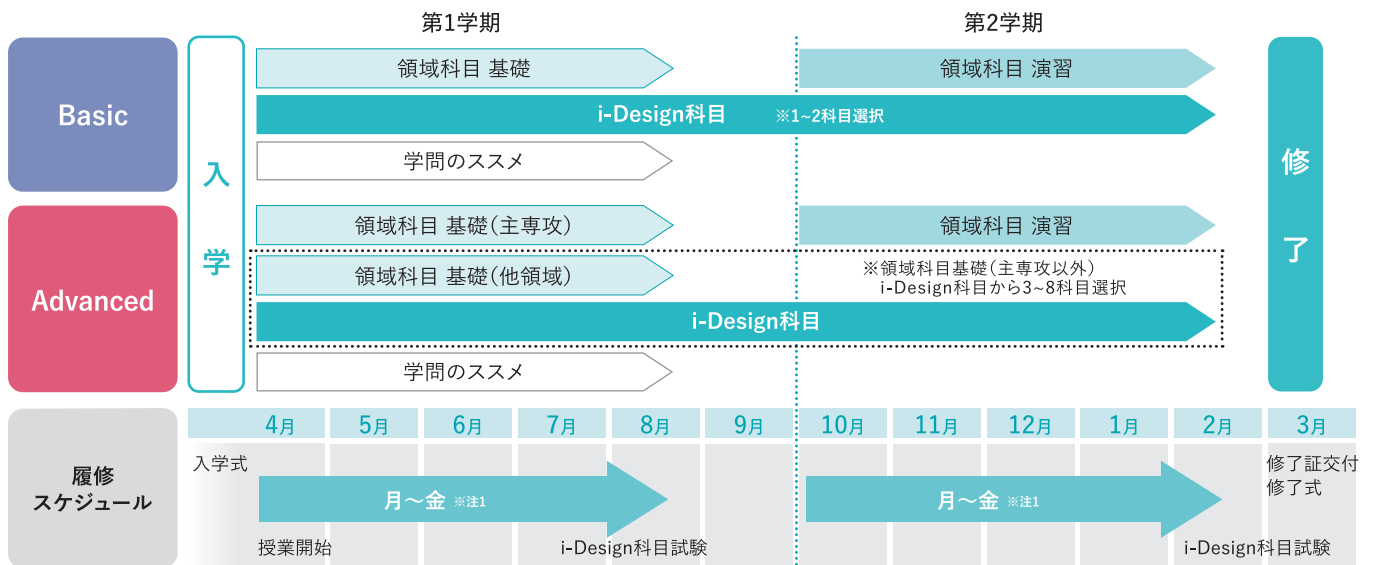 第1学期
第2学期
Basic
入学
領域科目 基礎
領域科目 演習
i-Design科目 ※1~2科目選択
学問のススメ
修了
Advanced
領域科目 基礎(主専攻)
領域科目 演習
領域科目 基礎(他領域)
※領域科目基礎(主専攻以外)
i-Design科目から3~8科目選択
i-Design科目
学問のススメ
履修
スケジュール
4月 5月 6月 7月 8月 9月 10月 11月 12月 1月 2月 3月
入学式
月～金 ※注1
月～金 ※注1
修了証交付
修了式
授業開始
i-Design科目試験
i-Design科目試験